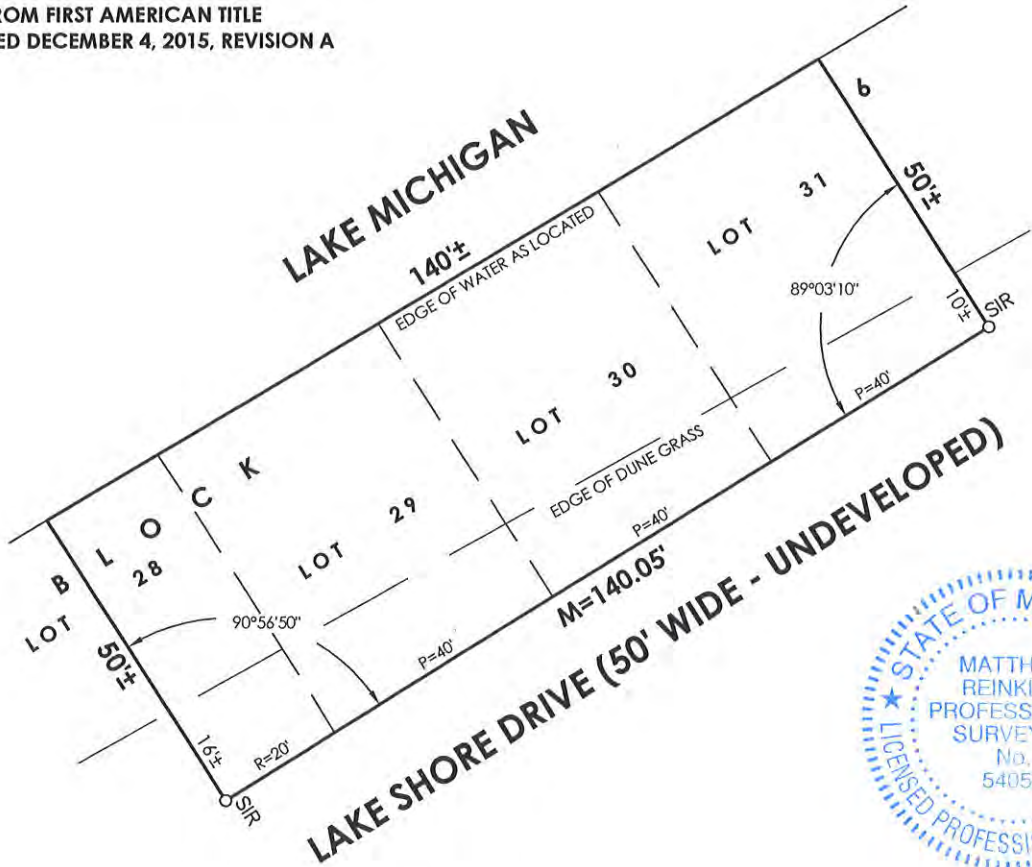 ROM FIRST AMERICAN TITLE
ED DECEMBER 4, 2015, REVISION A
LAKE MICHIGAN
140'±
EDGE OF WATER AS LOCATED
6
50'±
LOT 31
89°03'10"
10'±
SIR
LOT 30
P=40'
EDGE OF DUNE GRASS
BLOCK
LOT 29
P=40'
M=140.05'
LOT 28
90°56'50"
50'±
P=40'
16'±
R=20'
SIR
LAKE SHORE DRIVE (50' WIDE - UNDEVELOPED)
STATE OF M
MATTH
REINKI
PROFESS
SURVEY
No.
5405
LICENSED PROFESSI